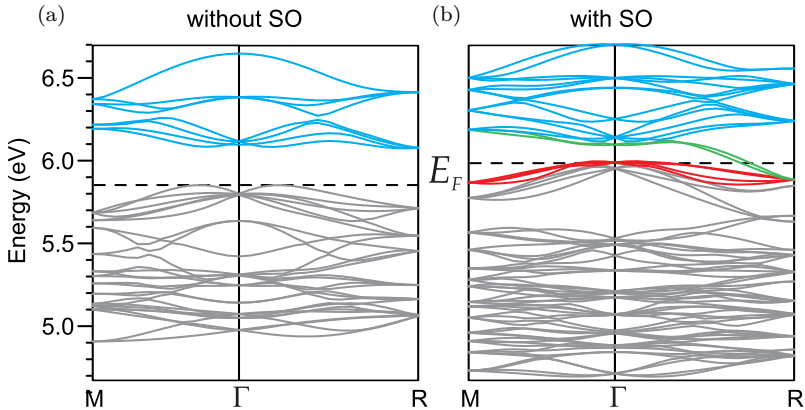 (a) without SO
(b) with SO
Energy (eV)
6.5
6.0
5.5
5.0
E_F
M Γ R
M Γ R